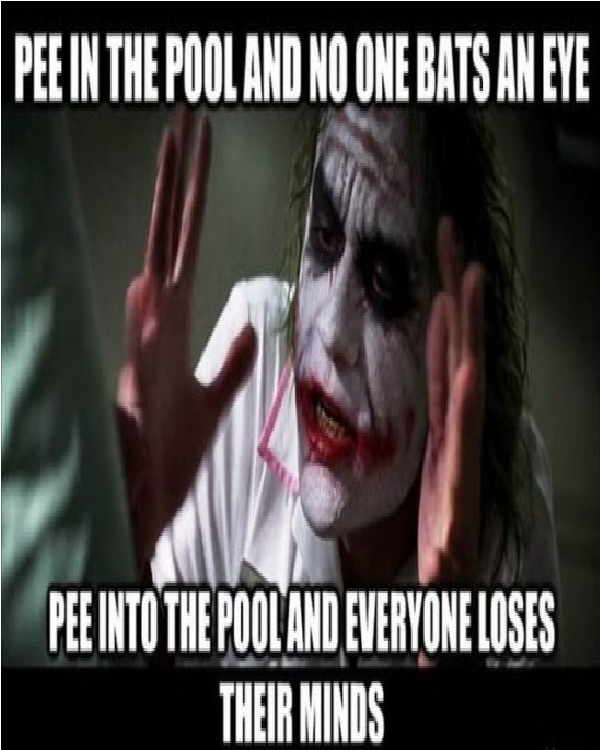 PEE IN THE POOL AND NO ONE BATS AN EYE
PEE INTO THE POOL AND EVERYONE LOSES
THEIR MINDS